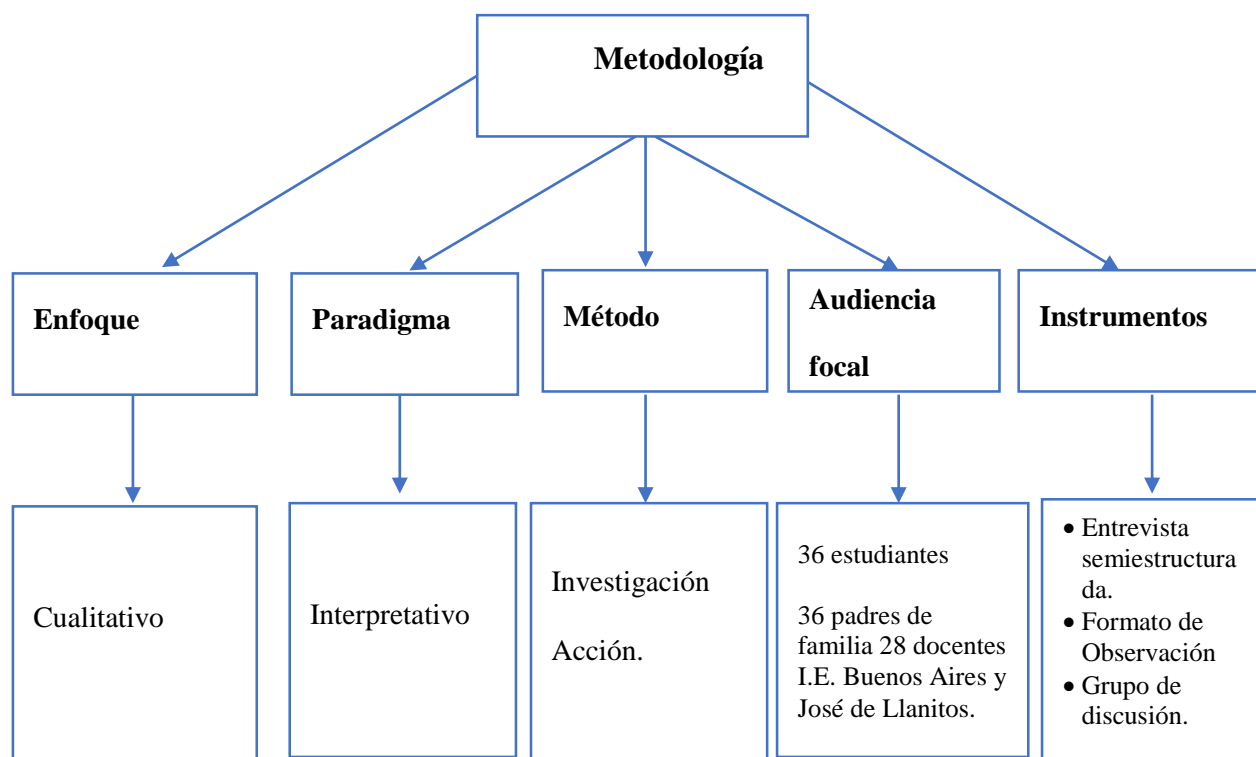 Metodología
Enfoque
Paradigma
Método
Audiencia
focal
Instrumentos
Cualitativo
Interpretativo
Investigación
Acción.
36 estudiantes
36 padres de
familia 28 docentes
I.E. Buenos Aires y
José de Llanitos.
• Entrevista
semiestructura
da.
• Formato de
Observación
• Grupo de
discusión.